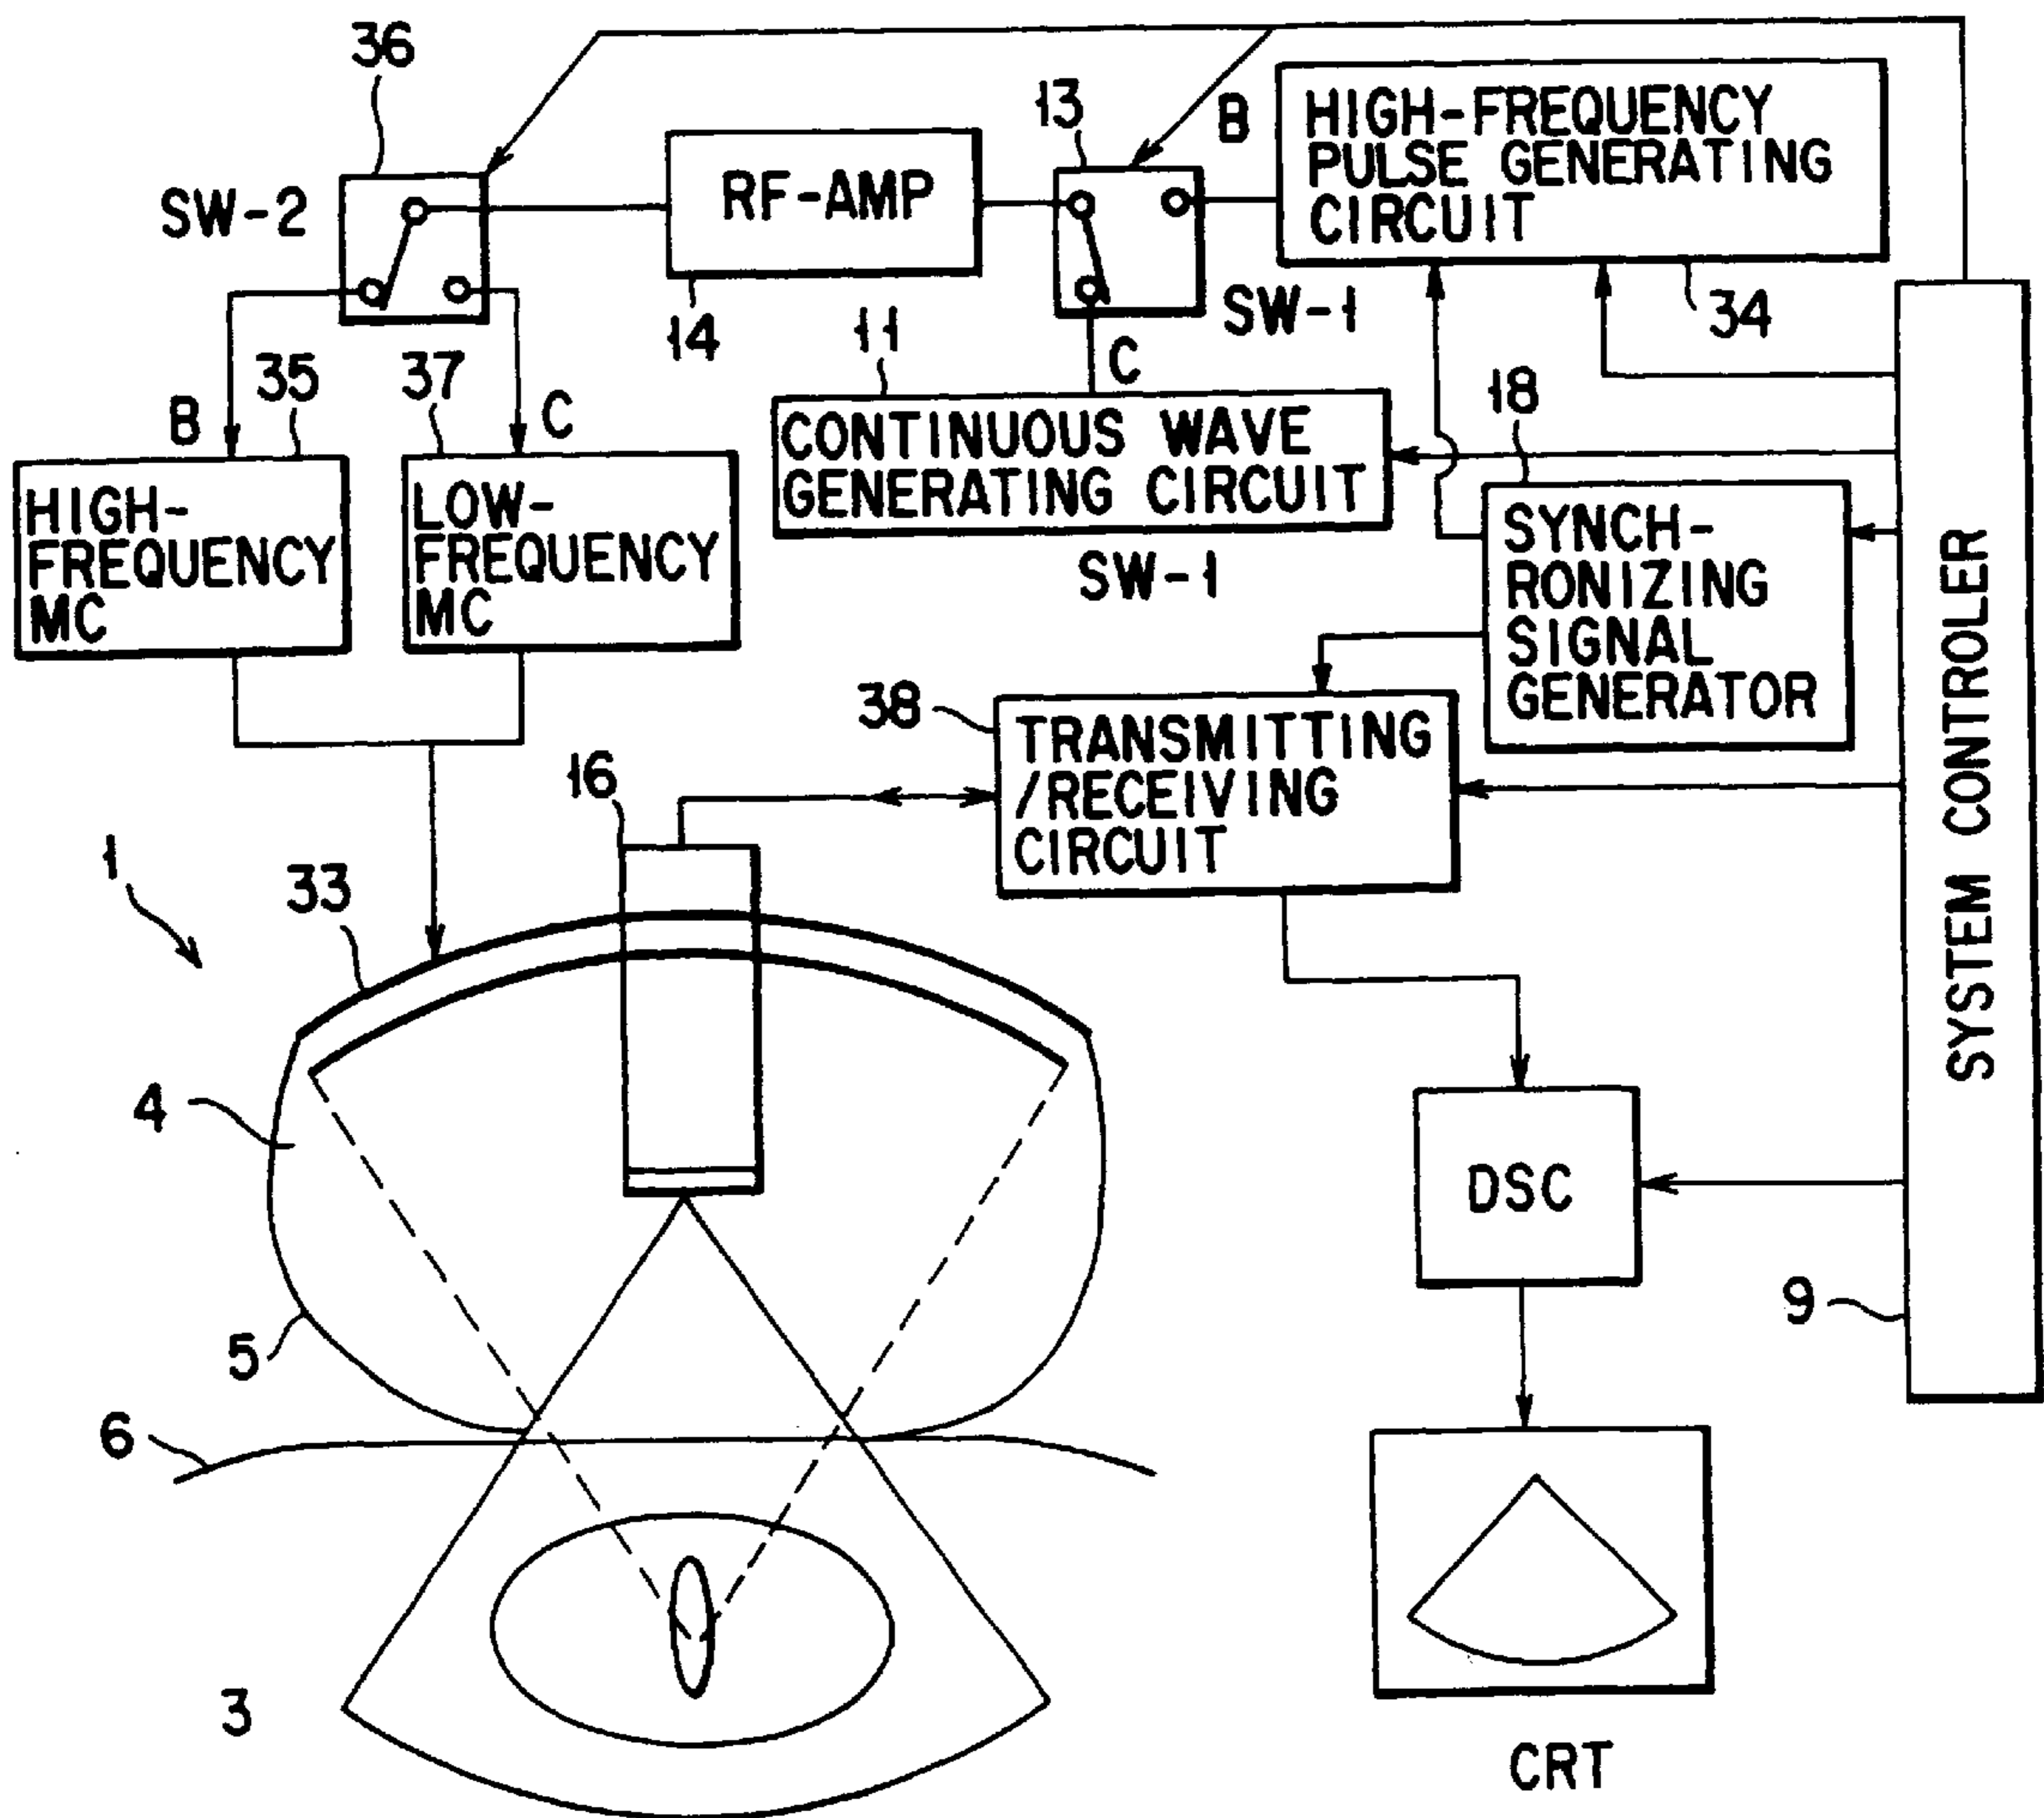 36
SW-2
RF-AMP
14
13
B
HIGH-FREQUENCY
PULSE GENERATING
CIRCUIT
34
SW-1
11
C
CONTINUOUS WAVE
GENERATING CIRCUIT
SW-1
B
35
HIGH-
FREQUENCY
MC
37
C
LOW-
FREQUENCY
MC
18
SYNCH-
RONIZING
SIGNAL
GENERATOR
SYSTEM CONTROLER
9
38
TRANSMITTING
/RECEIVING
CIRCUIT
16
1
33
4
5
6
3
DSC
CRT